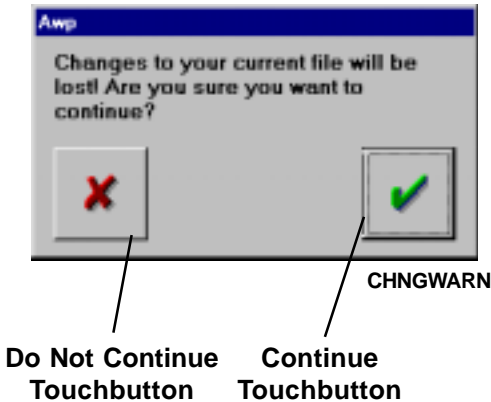 Awp
Changes to your current file will be
lost! Are you sure you want to
continue?
CHNGWARN
Do Not Continue
Touchbutton
Continue
Touchbutton